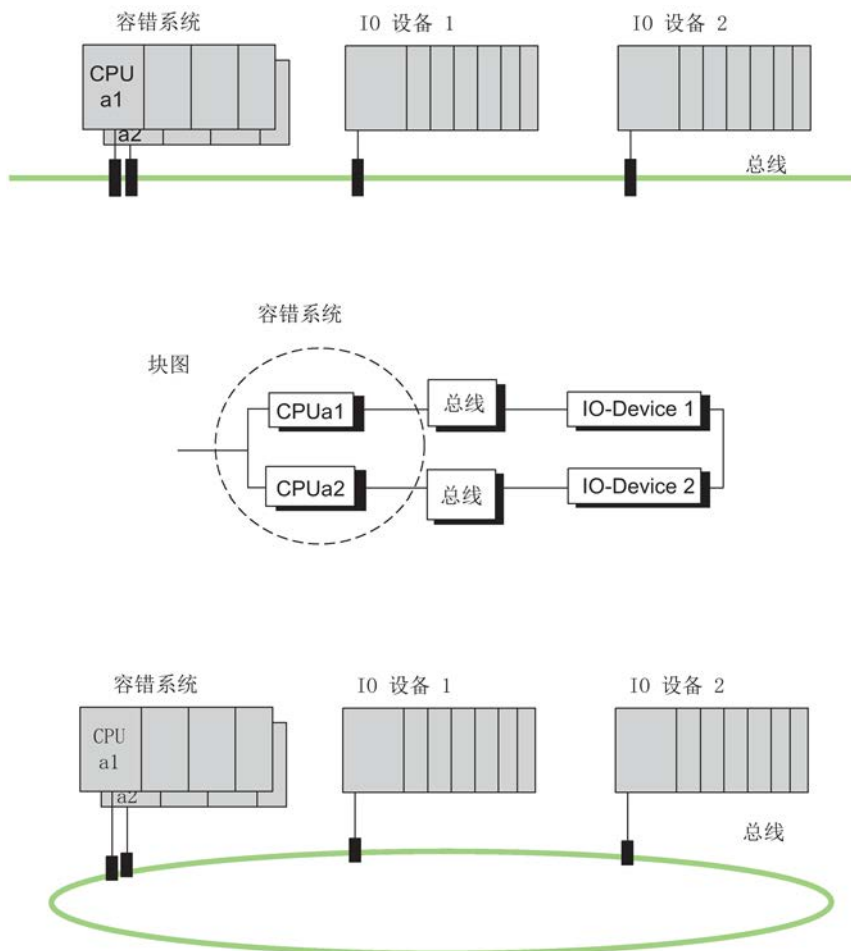 容错系统
IO 设备 1
IO 设备 2
CPU
a1
a2
总线
容错系统
块图
CPUa1
总线
IO-Device 1
CPUa2
总线
IO-Device 2
容错系统
IO 设备 1
IO 设备 2
CPU
a1
a2
总线